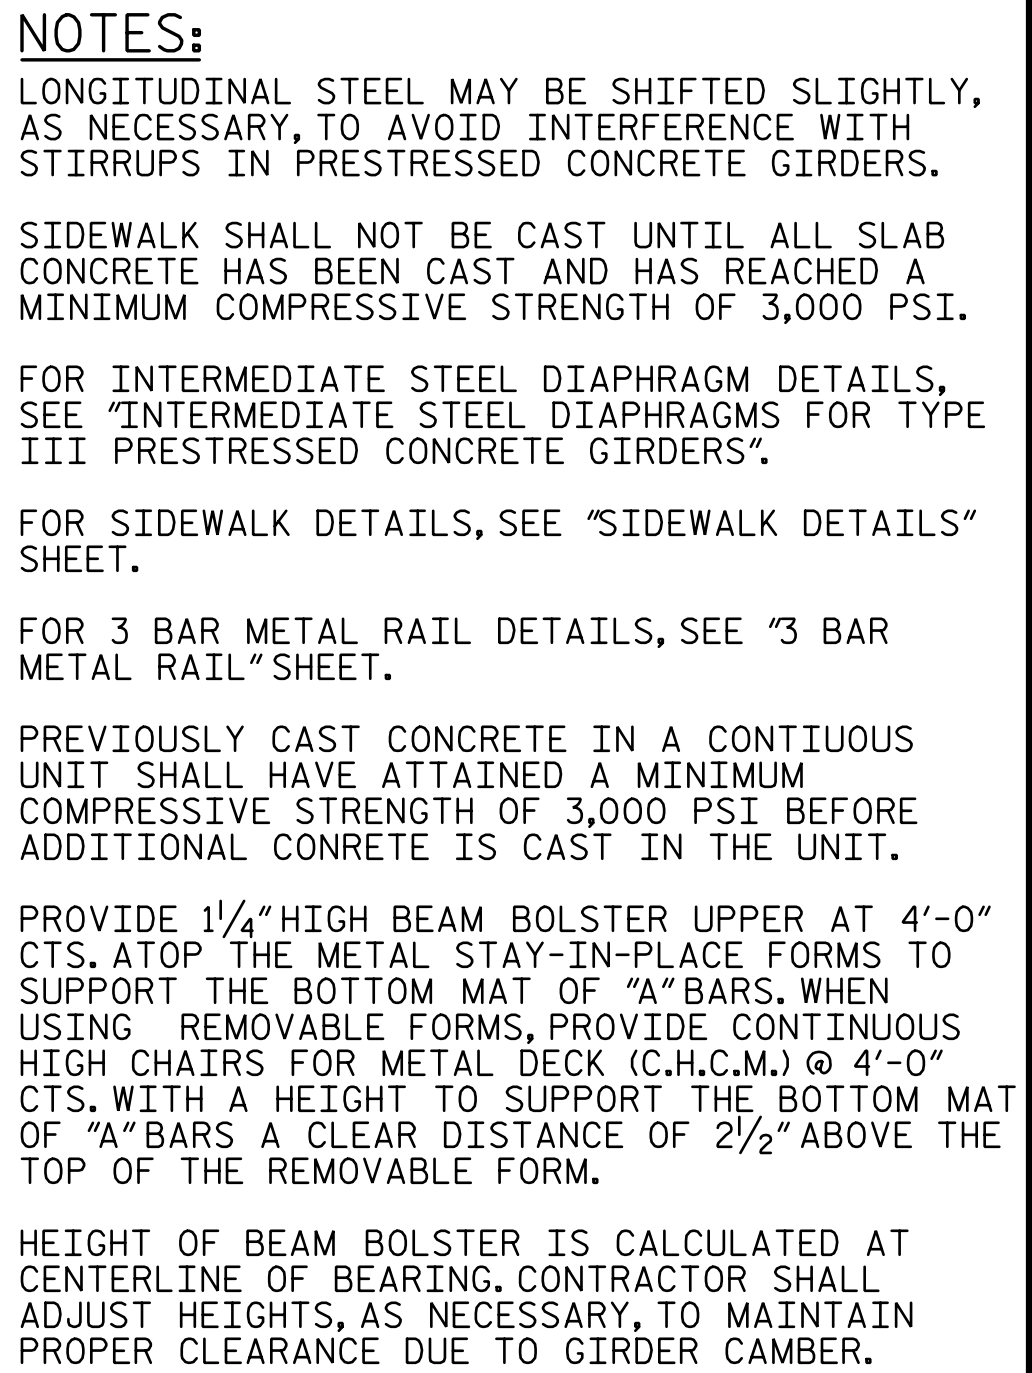 NOTES:
LONGITUDINAL STEEL MAY BE SHIFTED SLIGHTLY,
AS NECESSARY, TO AVOID INTERFERENCE WITH
STIRRUPS IN PRESTRESSED CONCRETE GIRDERS.
SIDEWALK SHALL NOT BE CAST UNTIL ALL SLAB
CONCRETE HAS BEEN CAST AND HAS REACHED A
MINIMUM COMPRESSIVE STRENGTH OF 3,000 PSI.
FOR INTERMEDIATE STEEL DIAPHRAGM DETAILS,
SEE "INTERMEDIATE STEEL DIAPHRAGMS FOR TYPE
III PRESTRESSED CONCRETE GIRDERS".
FOR SIDEWALK DETAILS, SEE "SIDEWALK DETAILS"
SHEET.
FOR 3 BAR METAL RAIL DETAILS, SEE "3 BAR
METAL RAIL" SHEET.
PREVIOUSLY CAST CONCRETE IN A CONTIUOUS
UNIT SHALL HAVE ATTAINED A MINIMUM
COMPRESSIVE STRENGTH OF 3,000 PSI BEFORE
ADDITIONAL CONRETE IS CAST IN THE UNIT.
PROVIDE 1 1/4" HIGH BEAM BOLSTER UPPER AT 4'-0"
CTS. ATOP THE METAL STAY-IN-PLACE FORMS TO
SUPPORT THE BOTTOM MAT OF "A" BARS. WHEN
USING REMOVABLE FORMS, PROVIDE CONTINUOUS
HIGH CHAIRS FOR METAL DECK (C.H.C.M.) @ 4'-0"
CTS. WITH A HEIGHT TO SUPPORT THE BOTTOM MAT
OF "A" BARS A CLEAR DISTANCE OF 2 1/2" ABOVE THE
TOP OF THE REMOVABLE FORM.
HEIGHT OF BEAM BOLSTER IS CALCULATED AT
CENTERLINE OF BEARING. CONTRACTOR SHALL
ADJUST HEIGHTS, AS NECESSARY, TO MAINTAIN
PROPER CLEARANCE DUE TO GIRDER CAMBER.